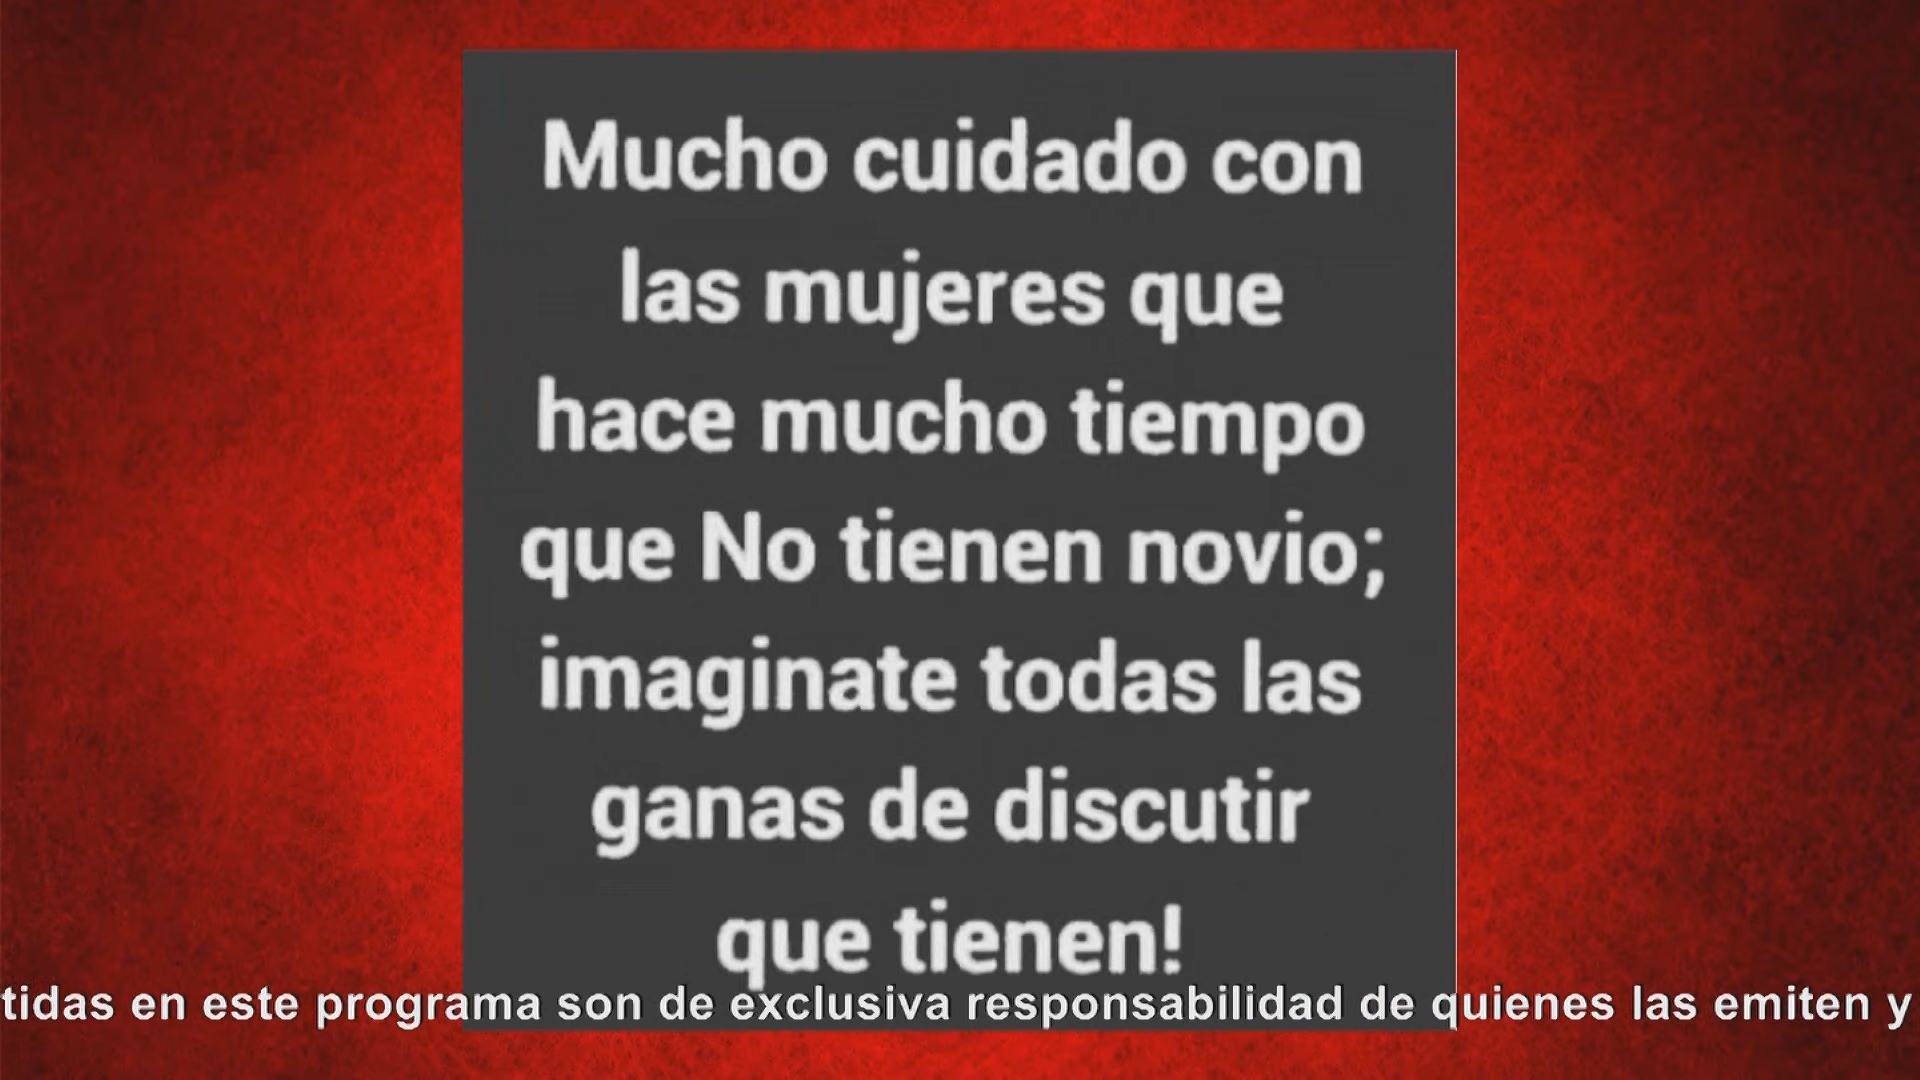 Mucho cuidado con
las mujeres que
hace mucho tiempo
que No tienen novio;
imaginate todas las
ganas de discutir
que tienen!
tidas en este programa son de exclusiva responsabilidad de quienes las emiten y